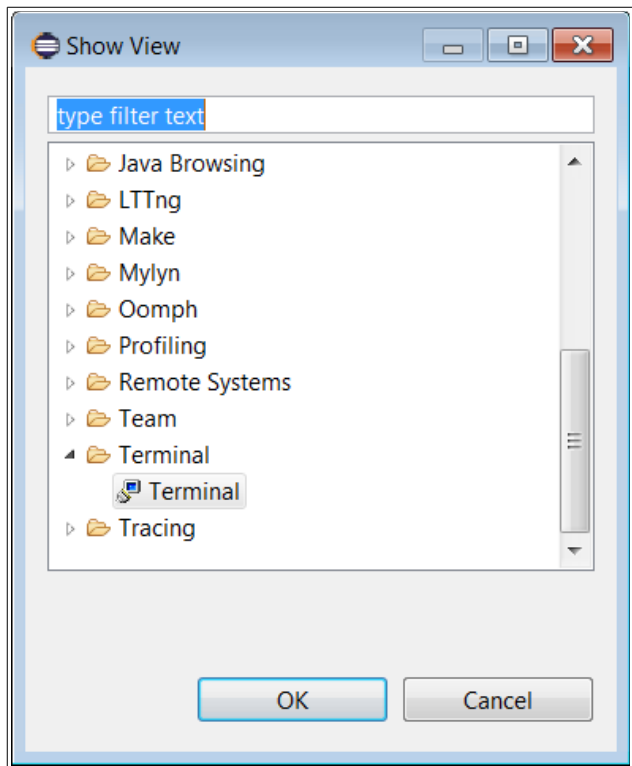 Show View
type filter text
Java Browsing
LTTng
Make
Mylyn
Oomph
Profiling
Remote Systems
Team
Terminal
Terminal
Tracing
OK Cancel